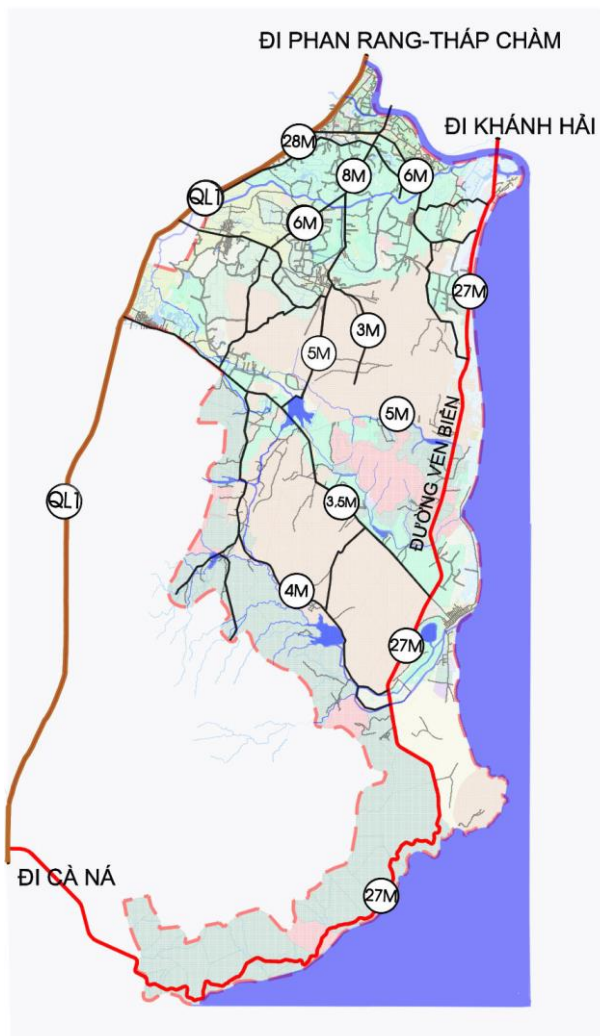 ĐI PHAN RANG-THÁP CHÀM
ĐI KHÁNH HẢI
28M
8M
6M
QL1
6M
27M
3M
5M
5M
ĐƯỜNG VEN BIỂN
QL1
3,5M
4M
27M
ĐI CÀ NÁ
27M